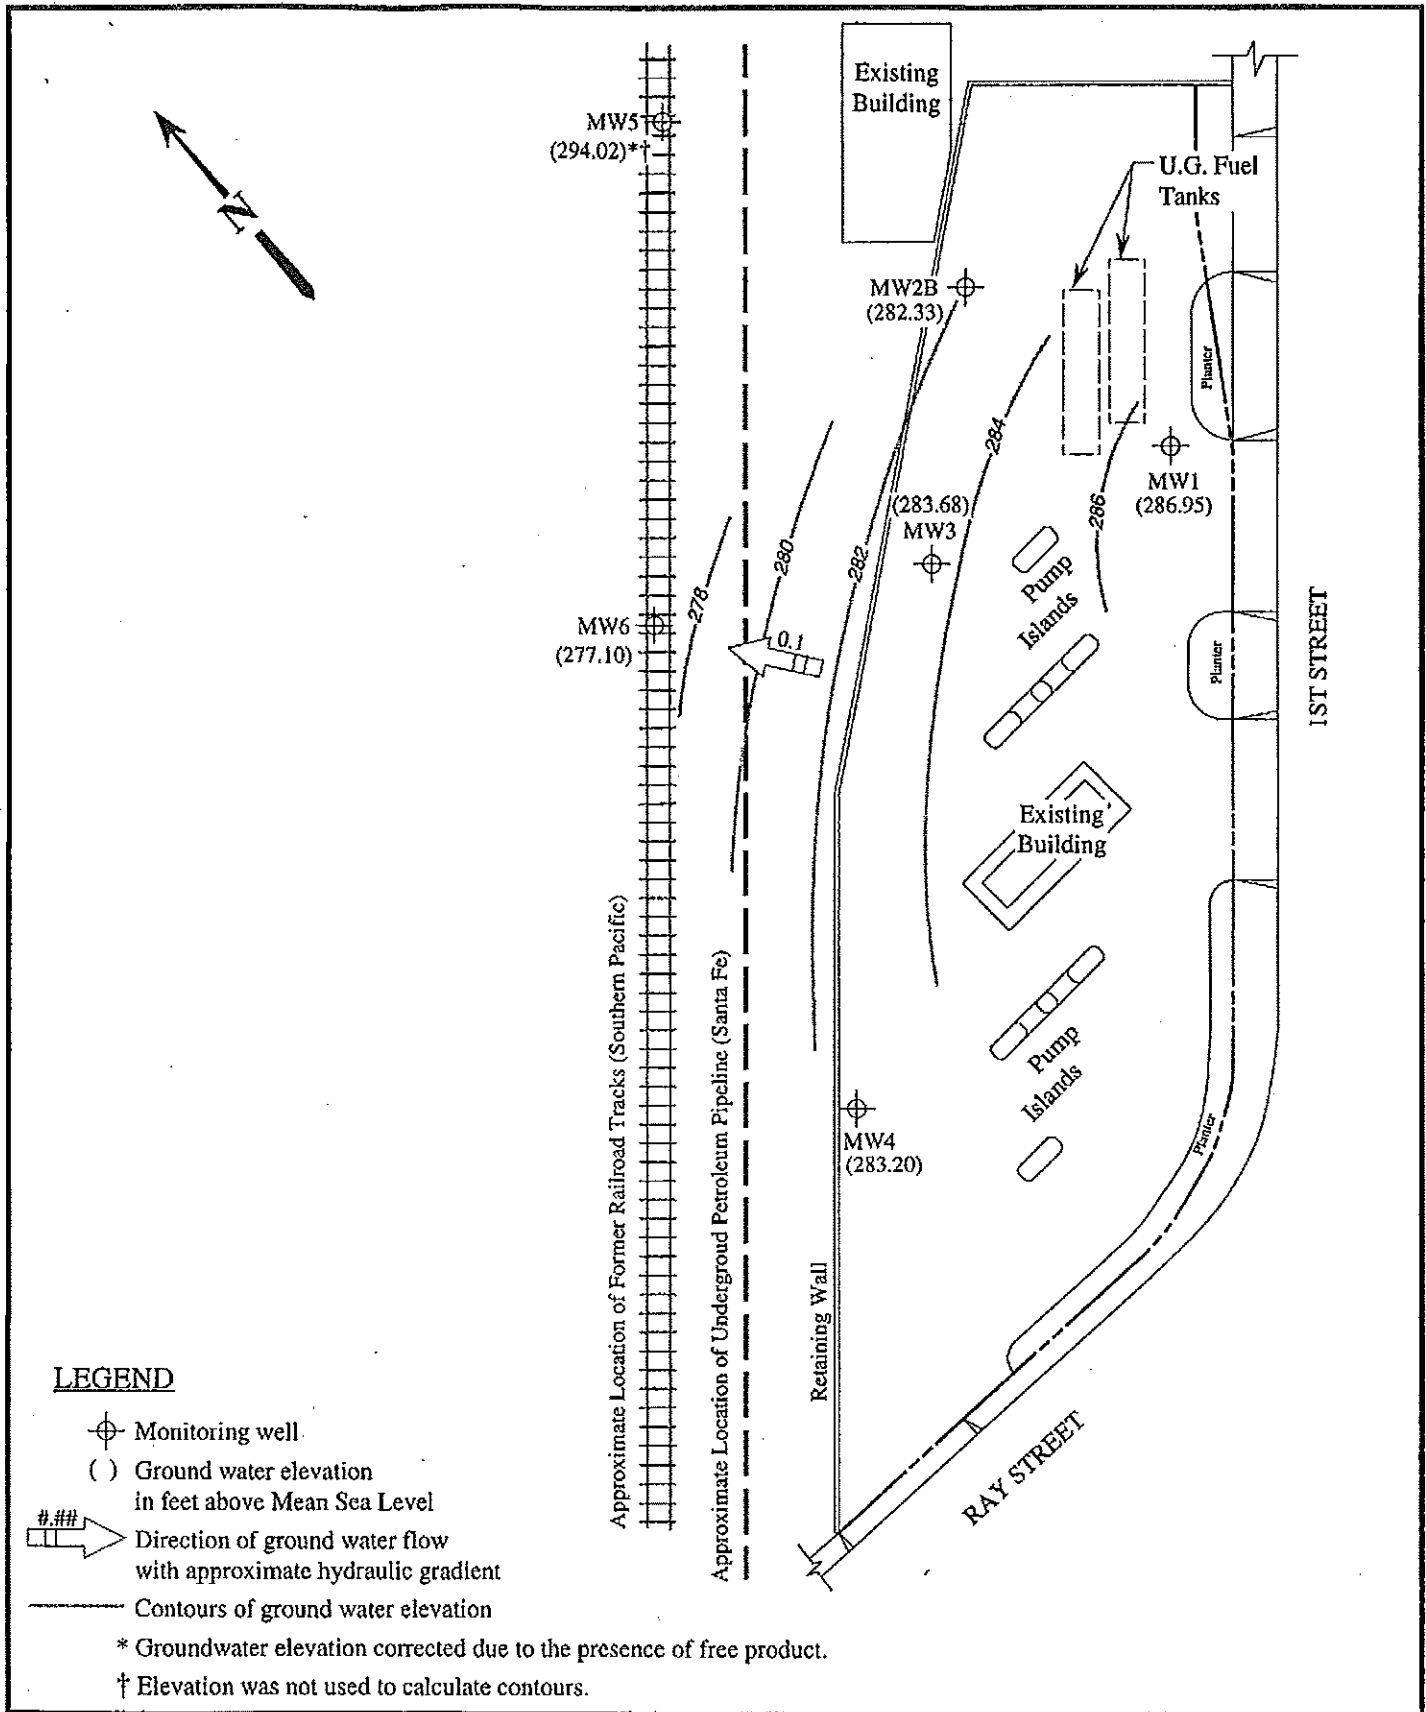 Existing
Building
MW5
(294.02)*†
N
U.G. Fuel
Tanks
MW2B
(282.33)
Planter
284
MW1
(286.95)
286
(283.68)
MW3
282
280
278
Pump
Islands
MW6
(277.10)
0.1
Planter
1ST STREET
Existing
Building
Approximate Location of Former Railroad Tracks (Southern Pacific)
Approximate Location of Undergroud Petroleum Pipeline (Santa Fe)
Pump
Islands
MW4
(283.20)
Planter
Retaining Wall
RAY STREET
LEGEND
Monitoring well
( ) Ground water elevation
in feet above Mean Sea Level
#.##
Direction of ground water flow
with approximate hydraulic gradient
Contours of ground water elevation
* Groundwater elevation corrected due to the presence of free product.
† Elevation was not used to calculate contours.